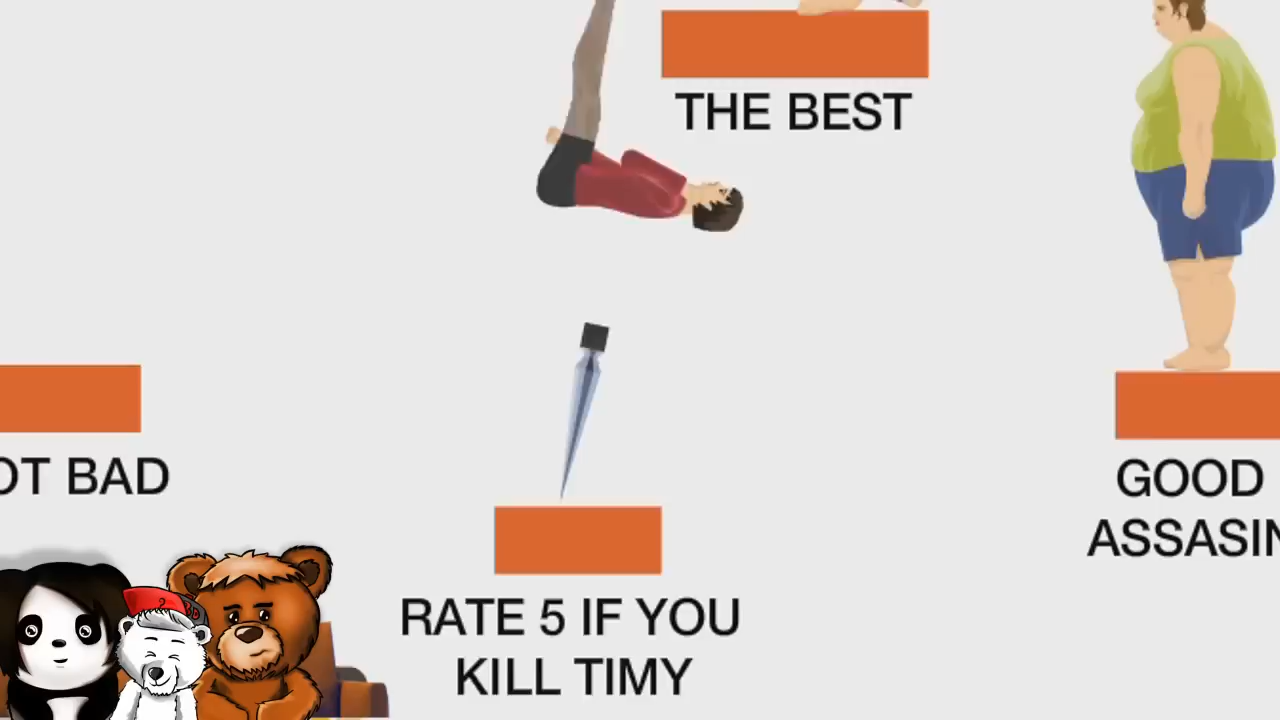 THE BEST
OT BAD
GOOD
ASSASIN
RATE 5 IF YOU
KILL TIMY